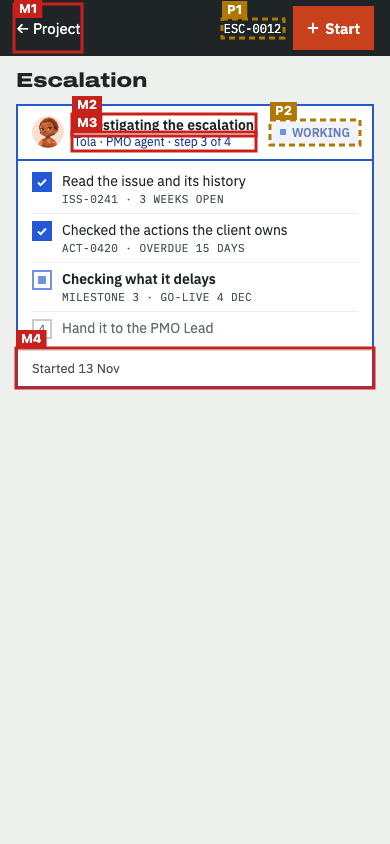 M1
P1
← Project
ESC-0012
+ Start
Escalation
M2
P2
M3
stigating the escalation
Tola · PMO agent · step 3 of 4
WORKING
Read the issue and its history
ISS-0241 · 3 WEEKS OPEN
Checked the actions the client owns
ACT-0420 · OVERDUE 15 DAYS
Checking what it delays
MILESTONE 3 · GO-LIVE 4 DEC
4 Hand it to the PMO Lead
M4
Started 13 Nov